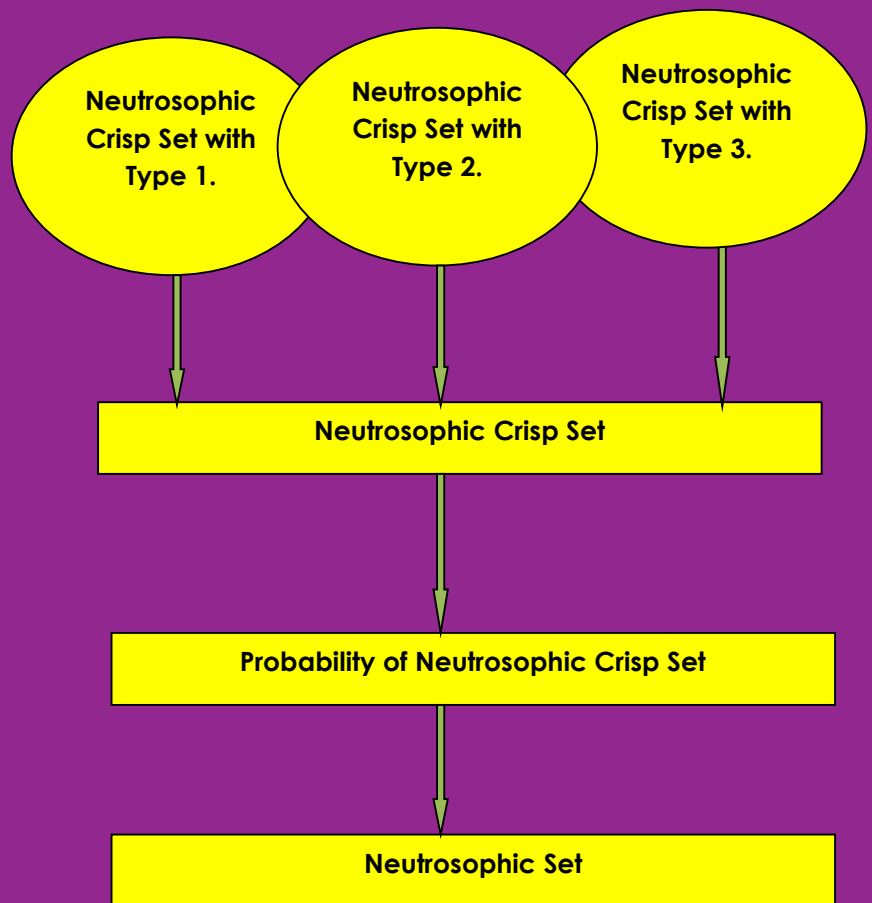 Neutrosophic
Crisp Set with
Type 1.
Neutrosophic
Crisp Set with
Type 2.
Neutrosophic
Crisp Set with
Type 3.
Neutrosophic Crisp Set
Probability of Neutrosophic Crisp Set
Neutrosophic Set